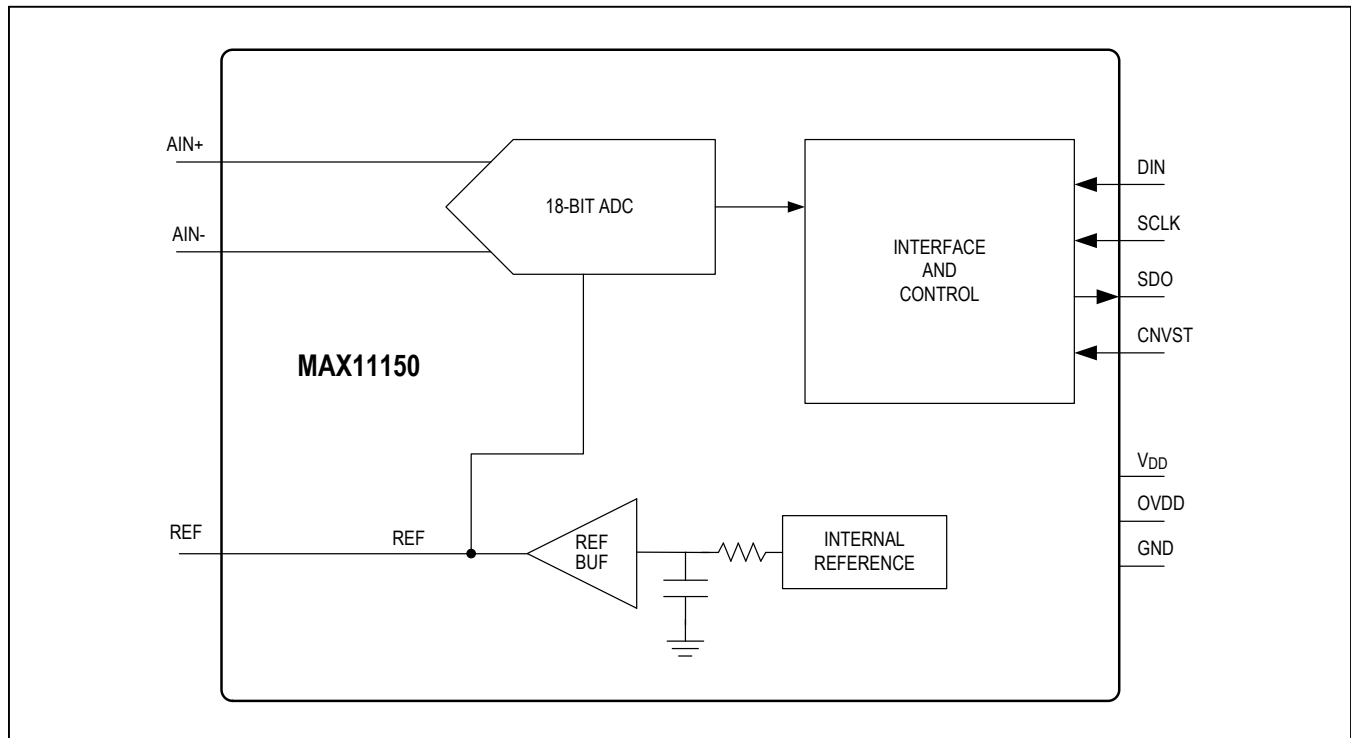 AIN+
AIN-
18-BIT ADC
INTERFACE
AND
CONTROL
DIN
SCLK
SDO
CNVST
MAX11150
VDD
OVDD
GND
REF
REF
REF
BUF
INTERNAL
REFERENCE